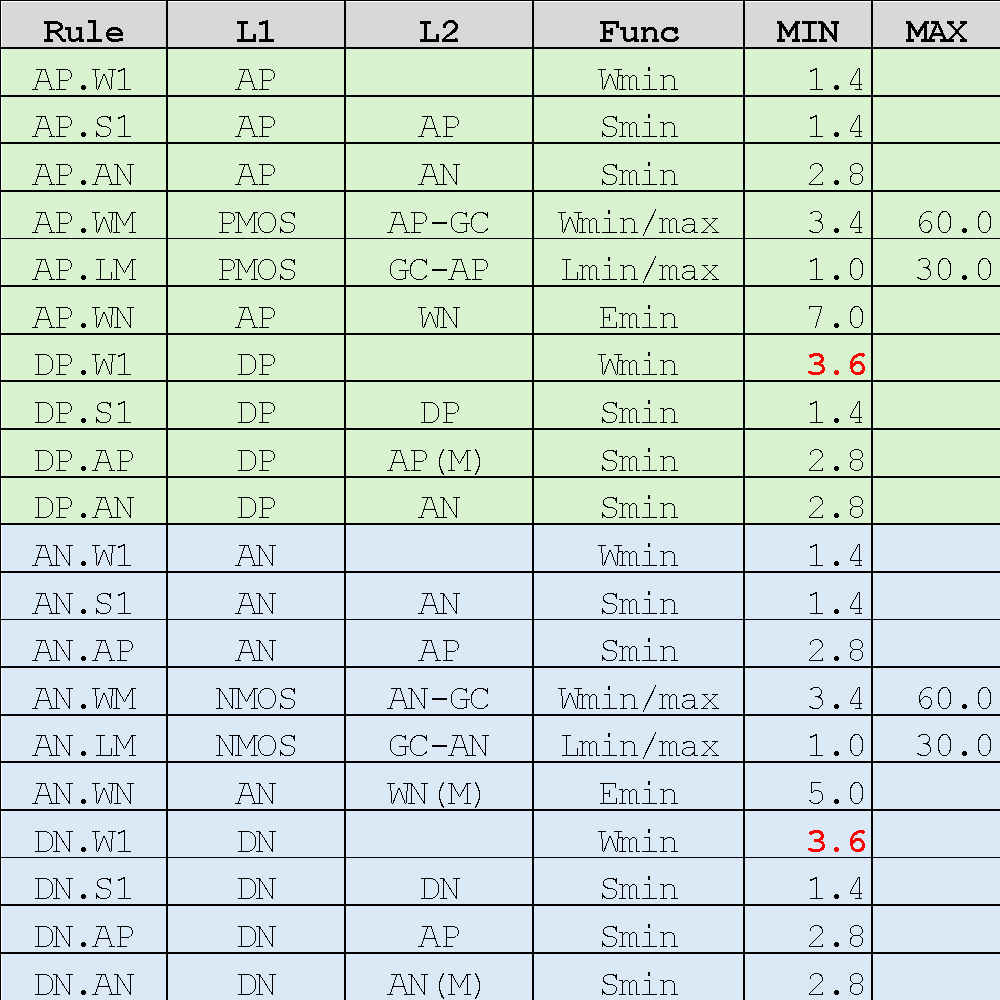 Rule L1 L2 Func MIN MAX
AP.W1 AP Wmin 1.4
AP.S1 AP AP Smin 1.4
AP.AN AP AN Smin 2.8
AP.WM PMOS AP-GC Wmin/max 3.4 60.0
AP.LM PMOS GC-AP Lmin/max 1.0 30.0
AP.WN AP WN Emin 7.0
DP.W1 DP Wmin 3.6
DP.S1 DP DP Smin 1.4
DP.AP DP AP(M) Smin 2.8
DP.AN DP AN Smin 2.8
AN.W1 AN Wmin 1.4
AN.S1 AN AN Smin 1.4
AN.AP AN AP Smin 2.8
AN.WM NMOS AN-GC Wmin/max 3.4 60.0
AN.LM NMOS GC-AN Lmin/max 1.0 30.0
AN.WN AN WN(M) Emin 5.0
DN.W1 DN Wmin 3.6
DN.S1 DN DN Smin 1.4
DN.AP DN AP Smin 2.8
DN.AN DN AN(M) Smin 2.8